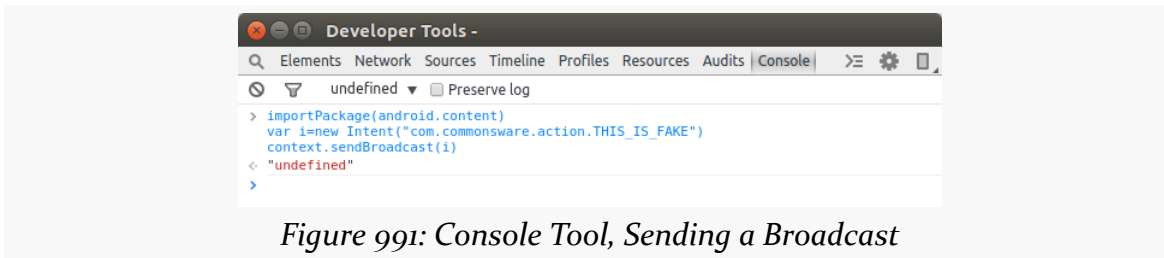 Developer Tools -
Elements Network Sources Timeline Profiles Resources Audits Console
undefined Preserve log
> importPackage(android.content)
var i=new Intent("com.commonsware.action.THIS_IS_FAKE")
context.sendBroadcast(i)
"undefined"
>
Figure 991: Console Tool, Sending a Broadcast